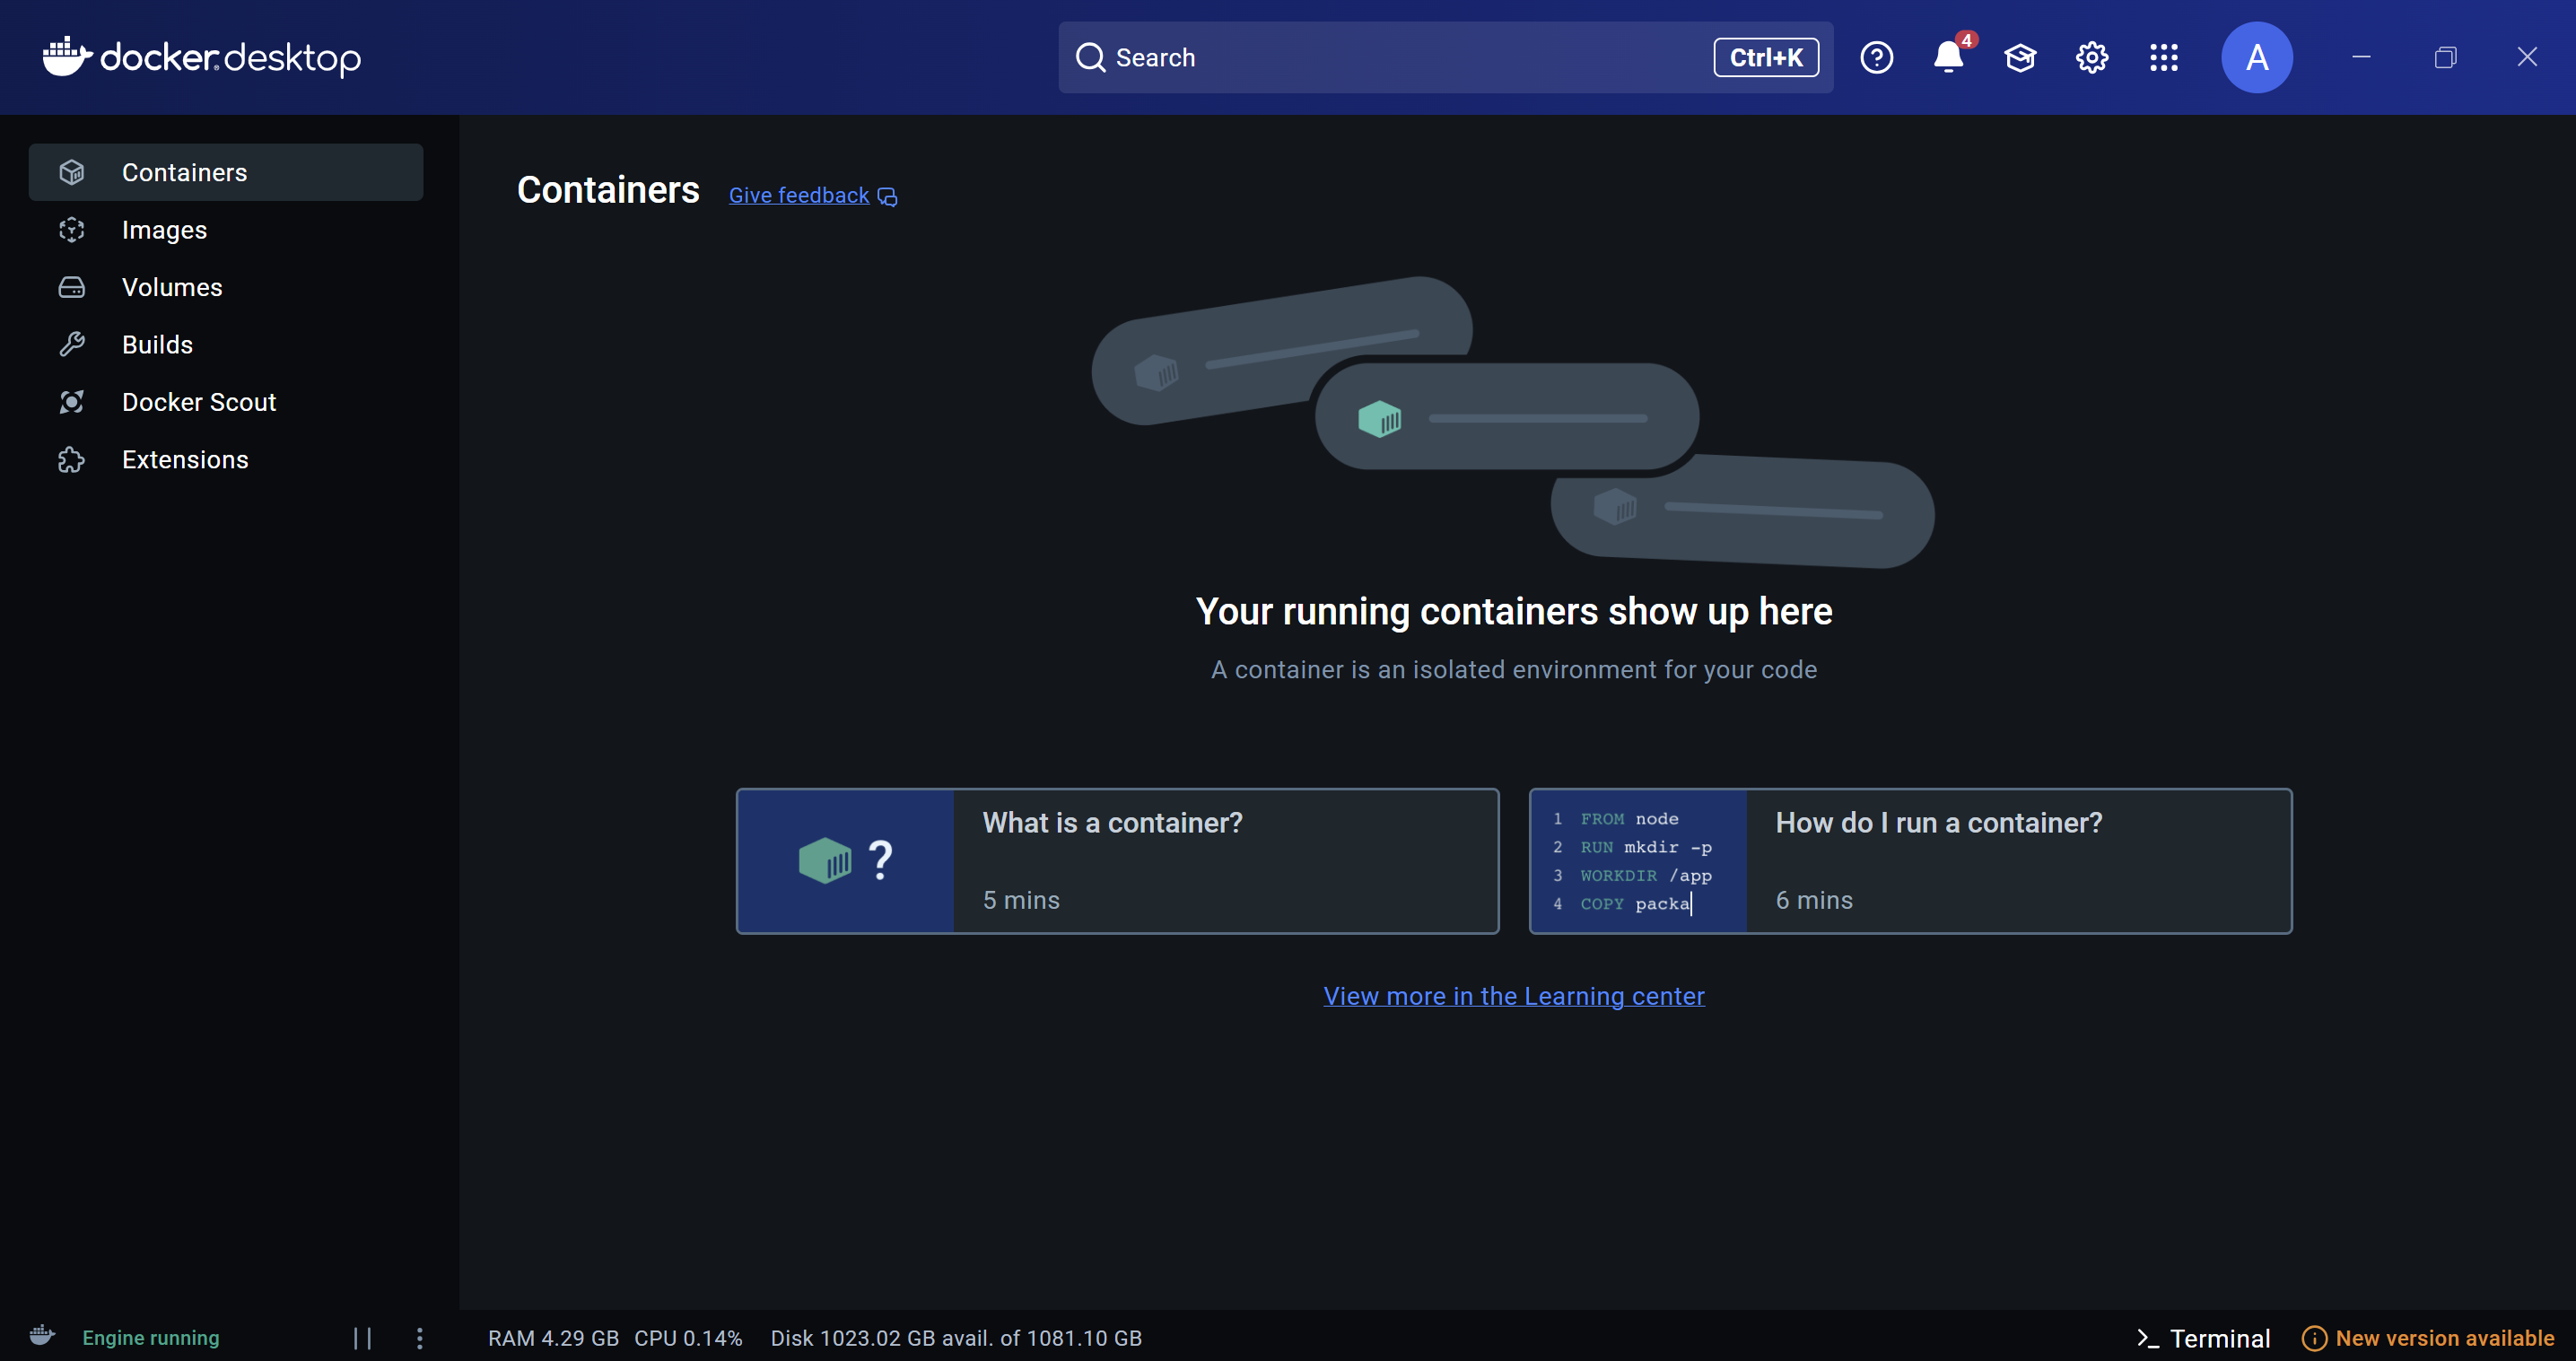 docker desktop
Search
Ctrl+K
4
A
Containers
Images
Volumes
Builds
Docker Scout
Extensions
Containers
Give feedback
Your running containers show up here
A container is an isolated environment for your code
?
What is a container?
5 mins
1 FROM node
2 RUN mkdir -p
3 WORKDIR /app
4 COPY packa
How do I run a container?
6 mins
View more in the Learning center
Engine running
RAM 4.29 GB CPU 0.14% Disk 1023.02 GB avail. of 1081.10 GB
>_ Terminal
New version available